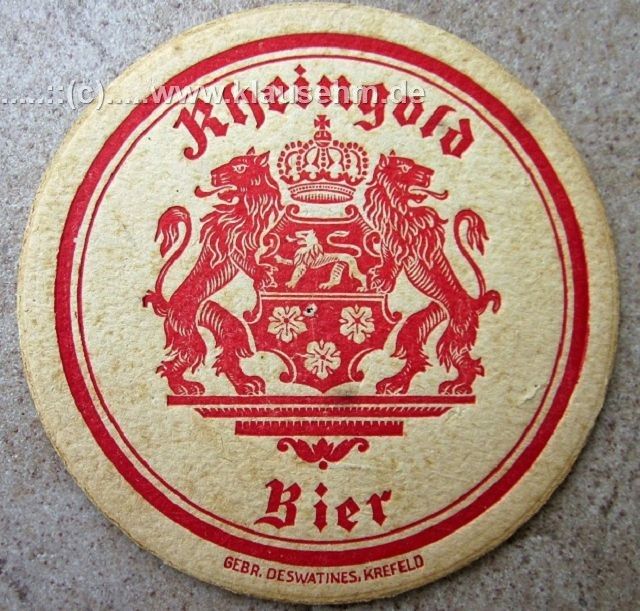 Rheingold
.....::(c).....www.klausenm.de
Bier
GEBR. DESWATINES, KREFELD